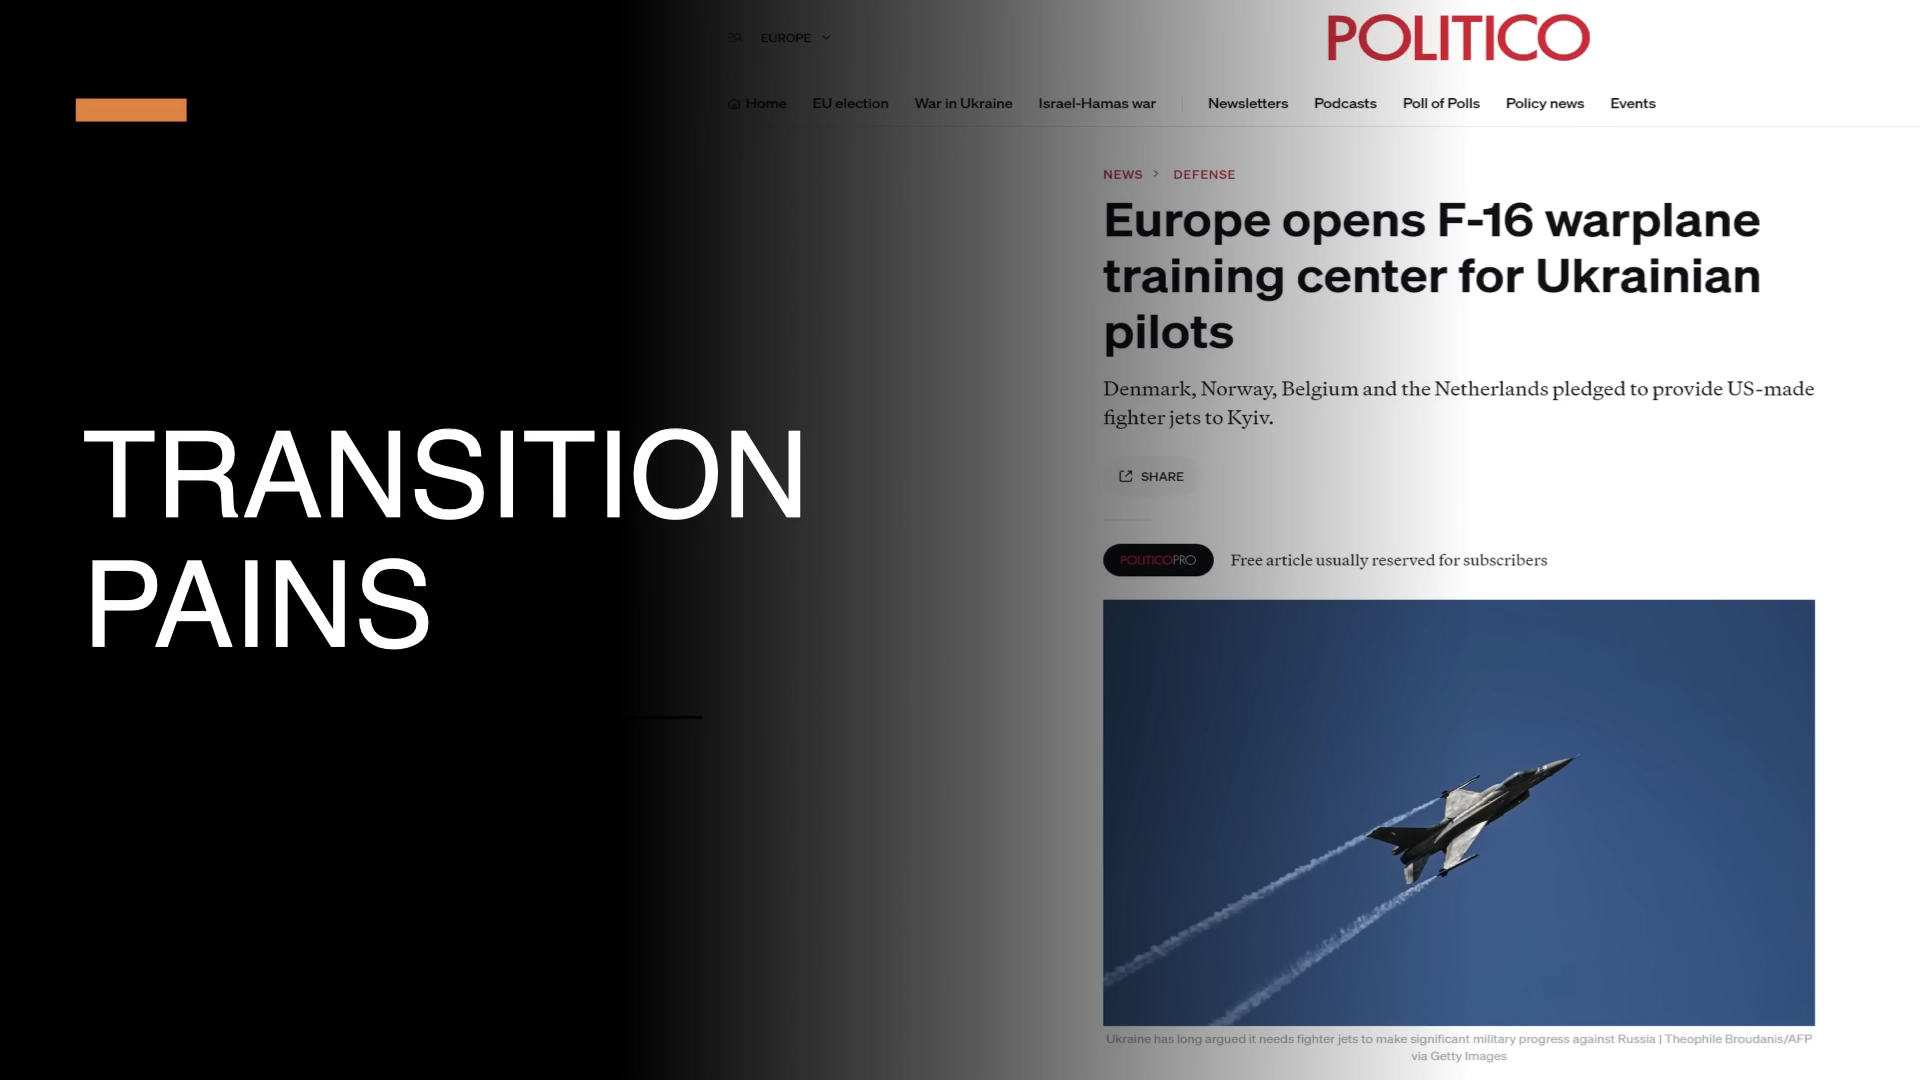 TRANSITION
PAINS
EUROPE
POLITICO
Home EU election War in Ukraine Israel-Hamas war Newsletters Podcasts Poll of Polls Policy news Events
NEWS > DEFENSE
Europe opens F-16 warplane
training center for Ukrainian
pilots
Denmark, Norway, Belgium and the Netherlands pledged to provide US-made
fighter jets to Kyiv.
SHARE
POLITICOPRO Free article usually reserved for subscribers
Ukraine has long argued it needs fighter jets to make significant military progress against Russia | Theophile Broudanis/AFP
via Getty Images